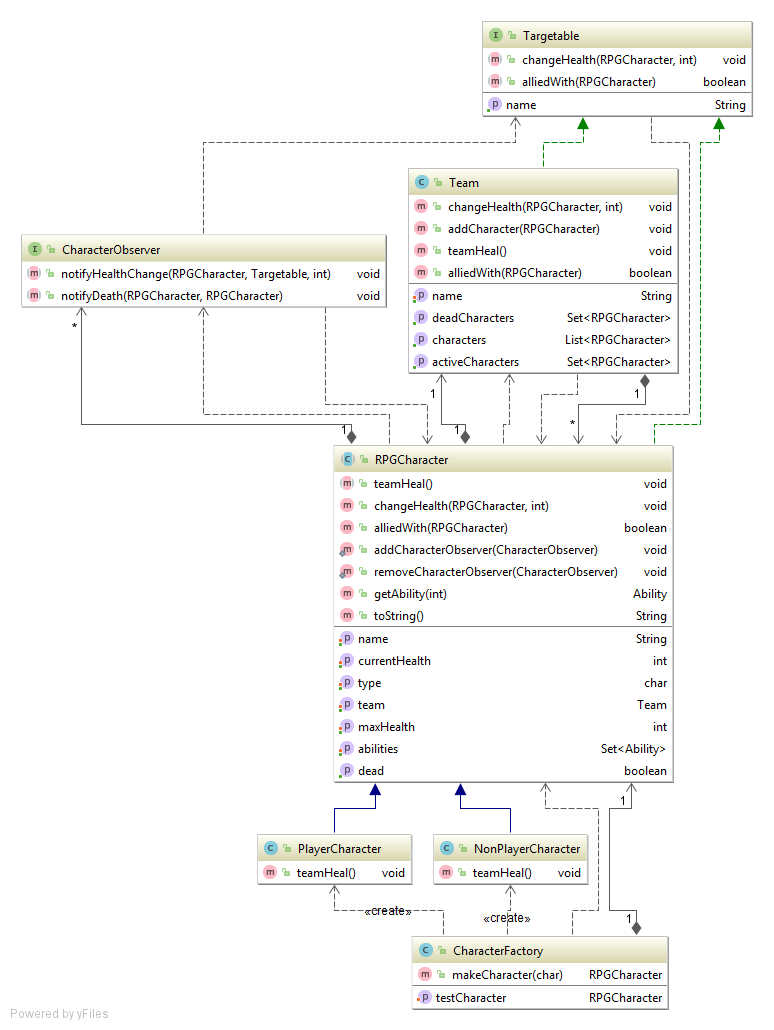 I Targetable
m changeHealth(RPGCharacter, int) void
m alliedWith(RPGCharacter) boolean
p name String
C Team
m changeHealth(RPGCharacter, int) void
m addCharacter(RPGCharacter) void
m teamHeal() void
m alliedWith(RPGCharacter) boolean
p name String
p deadCharacters Set<RPGCharacter>
p characters List<RPGCharacter>
p activeCharacters Set<RPGCharacter>
I CharacterObserver
m notifyHealthChange(RPGCharacter, Targetable, int) void
m notifyDeath(RPGCharacter, RPGCharacter) void
*
1
1
1
1
*
C RPGCharacter
m teamHeal() void
m changeHealth(RPGCharacter, int) void
m alliedWith(RPGCharacter) boolean
m addCharacterObserver(CharacterObserver) void
m removeCharacterObserver(CharacterObserver) void
m getAbility(int) Ability
m toString() String
p name String
p currentHealth int
p type char
p team Team
p maxHealth int
p abilities Set<Ability>
p dead boolean
1
C PlayerCharacter
m teamHeal() void
C NonPlayerCharacter
m teamHeal() void
«create»
«create»
1
C CharacterFactory
m makeCharacter(char) RPGCharacter
p testCharacter RPGCharacter
Powered by yFiles